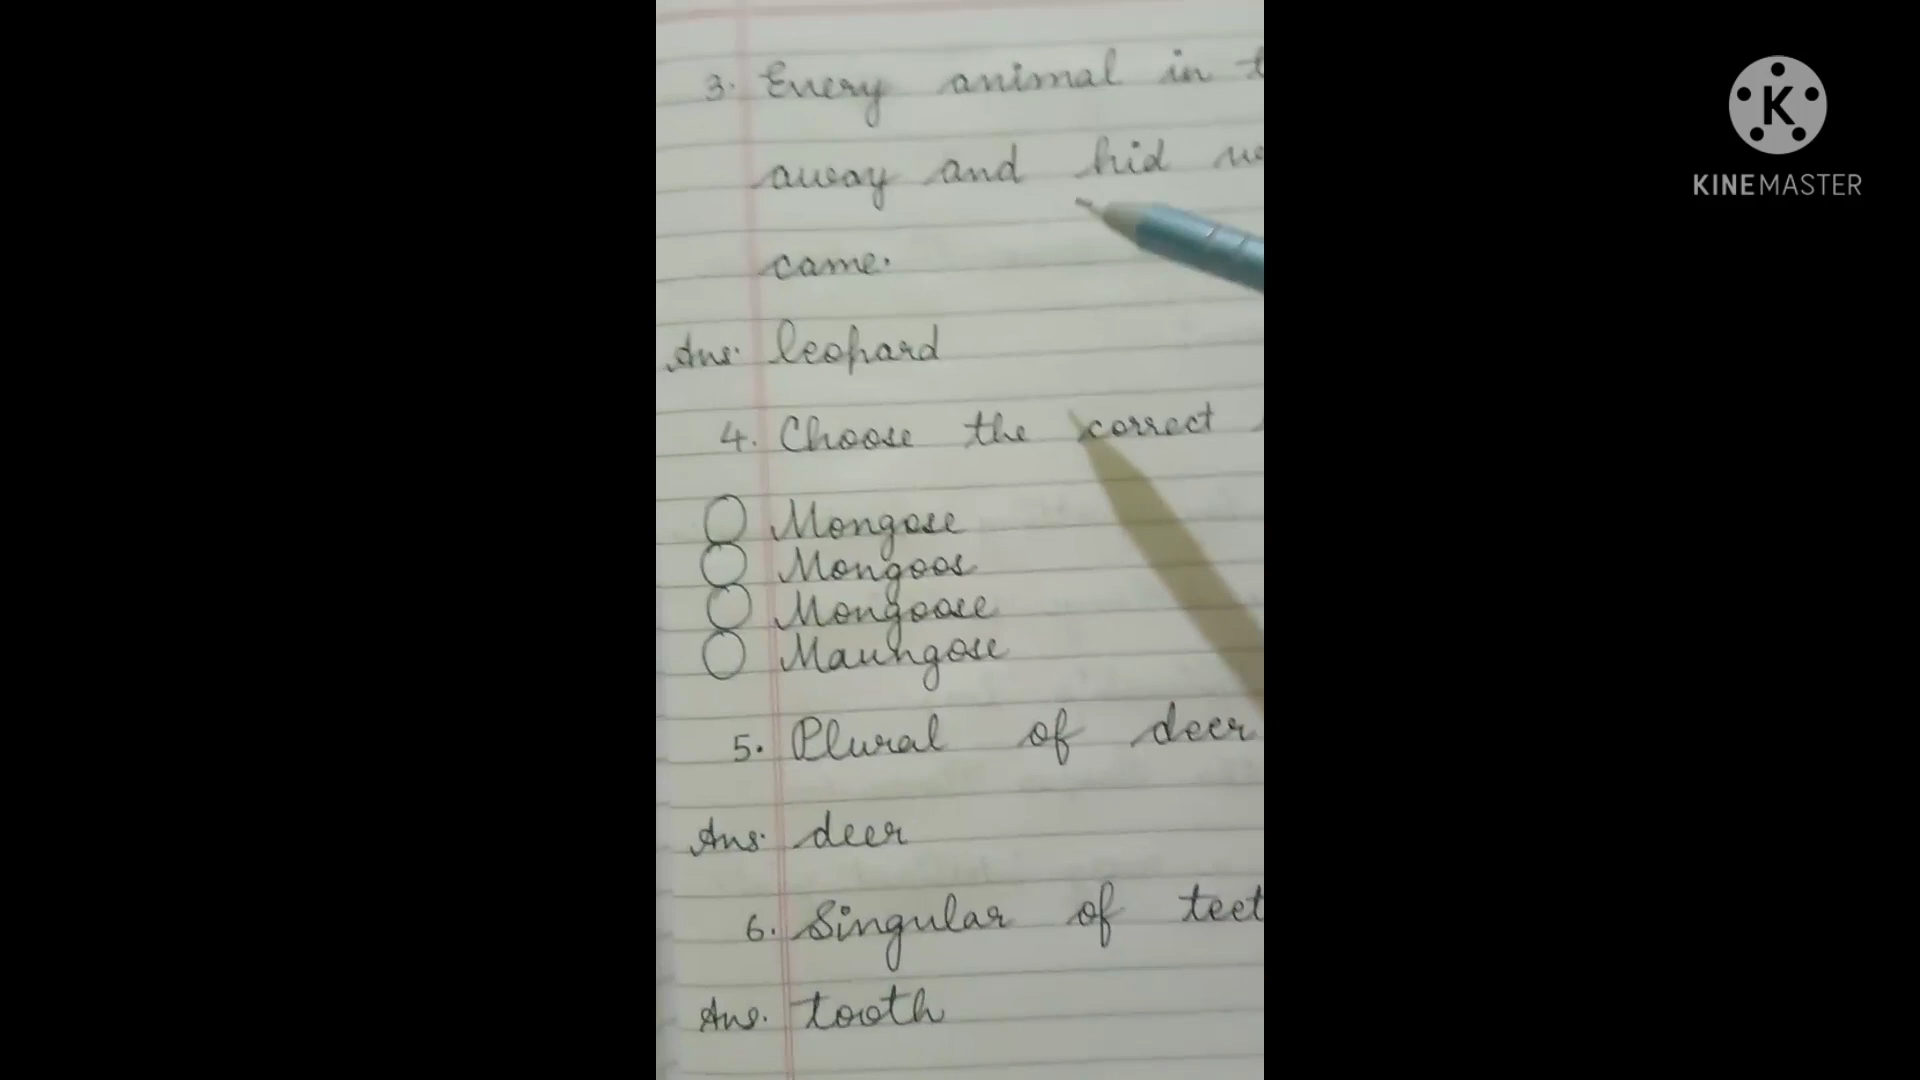 3. Every animal in
away and hid
came.
Ans. leopard
4. Choose the correct
Mongose
Mongoos
Mongoose
Maungose
5. Plural of deer
Ans. deer
6. Singular of teet
Ans. tooth
K
KINEMASTER